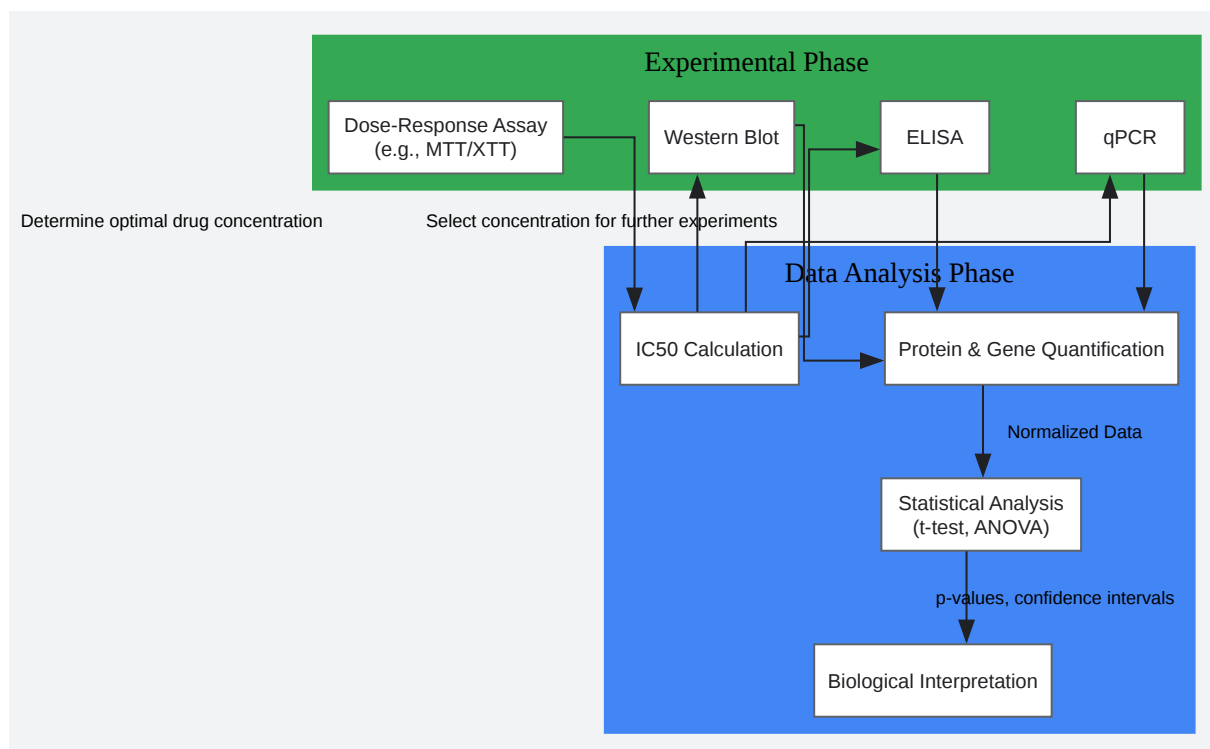 Experimental Phase
Dose-Response Assay
(e.g., MTT/XTT)
Western Blot
ELISA
qPCR
Determine optimal drug concentration
Select concentration for further experiments
Data Analysis Phase
IC50 Calculation
Protein & Gene Quantification
Normalized Data
Statistical Analysis
(t-test, ANOVA)
p-values, confidence intervals
Biological Interpretation